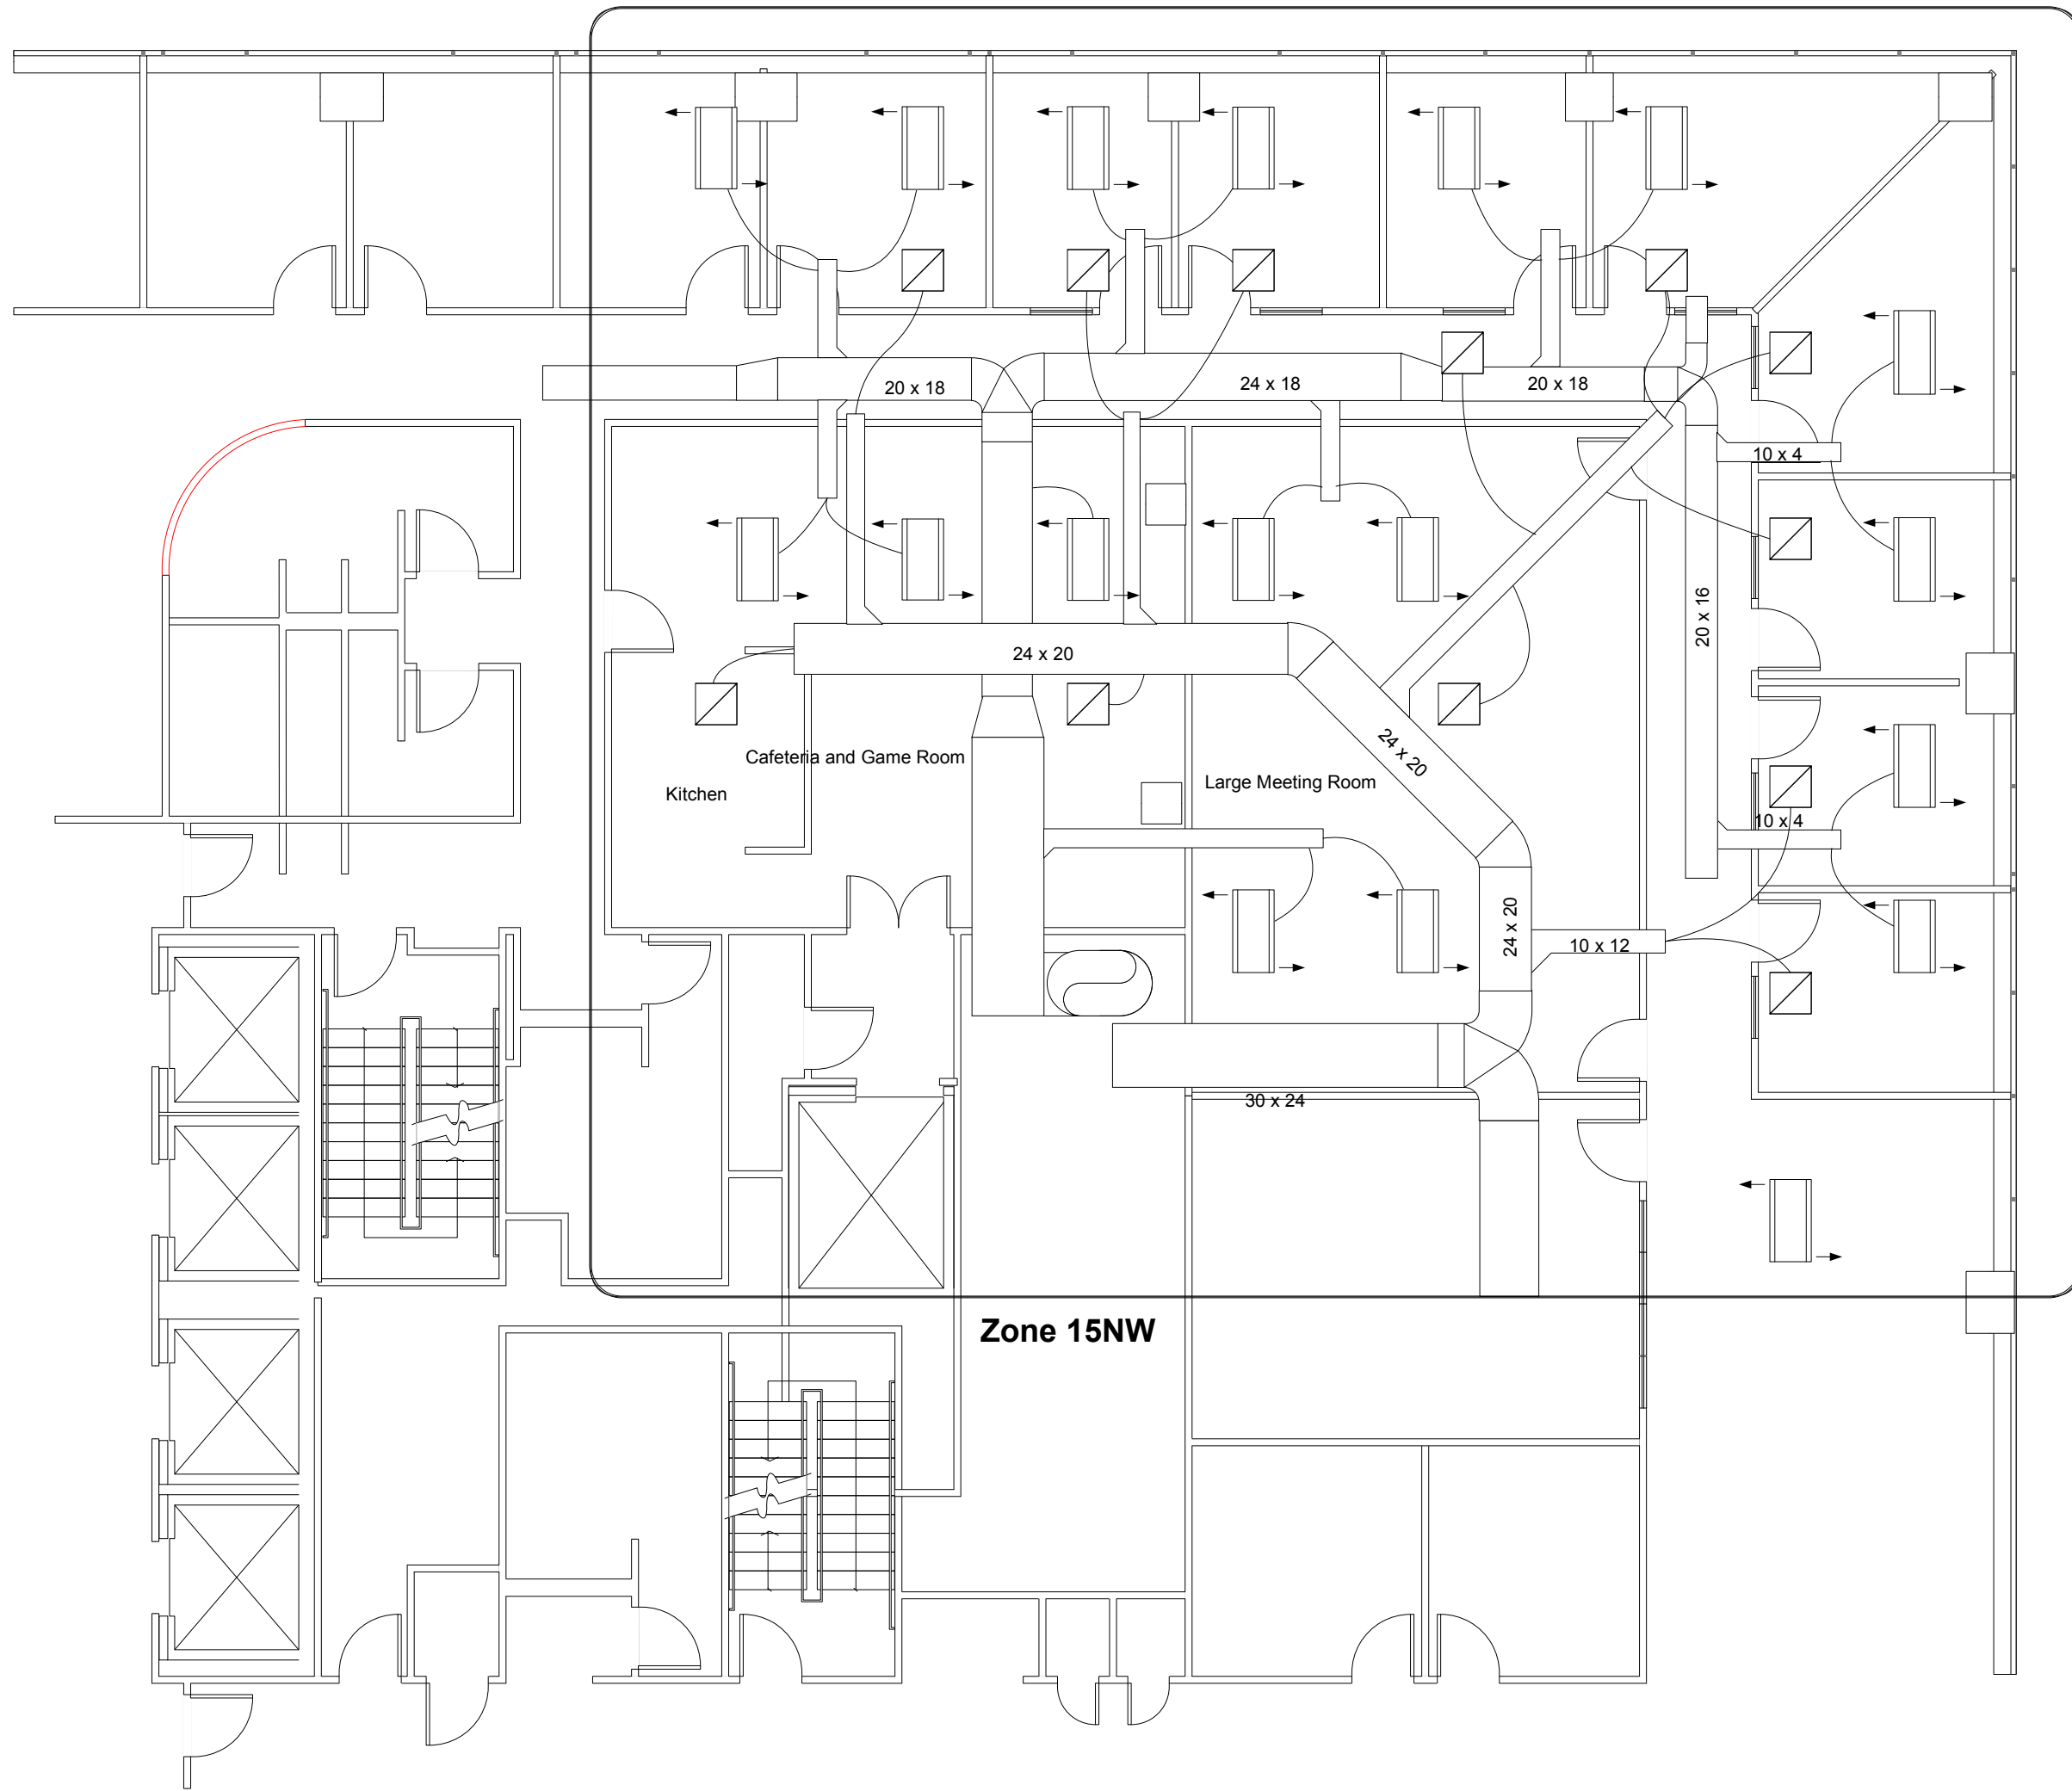 20 x 18
24 x 18
20 x 18
10 x 4
20 x 16
24 x 20
24 x 20
Cafeteria and Game Room
Kitchen
Large Meeting Room
10 x 4
24 x 20
10 x 12
30 x 24
Zone 15NW